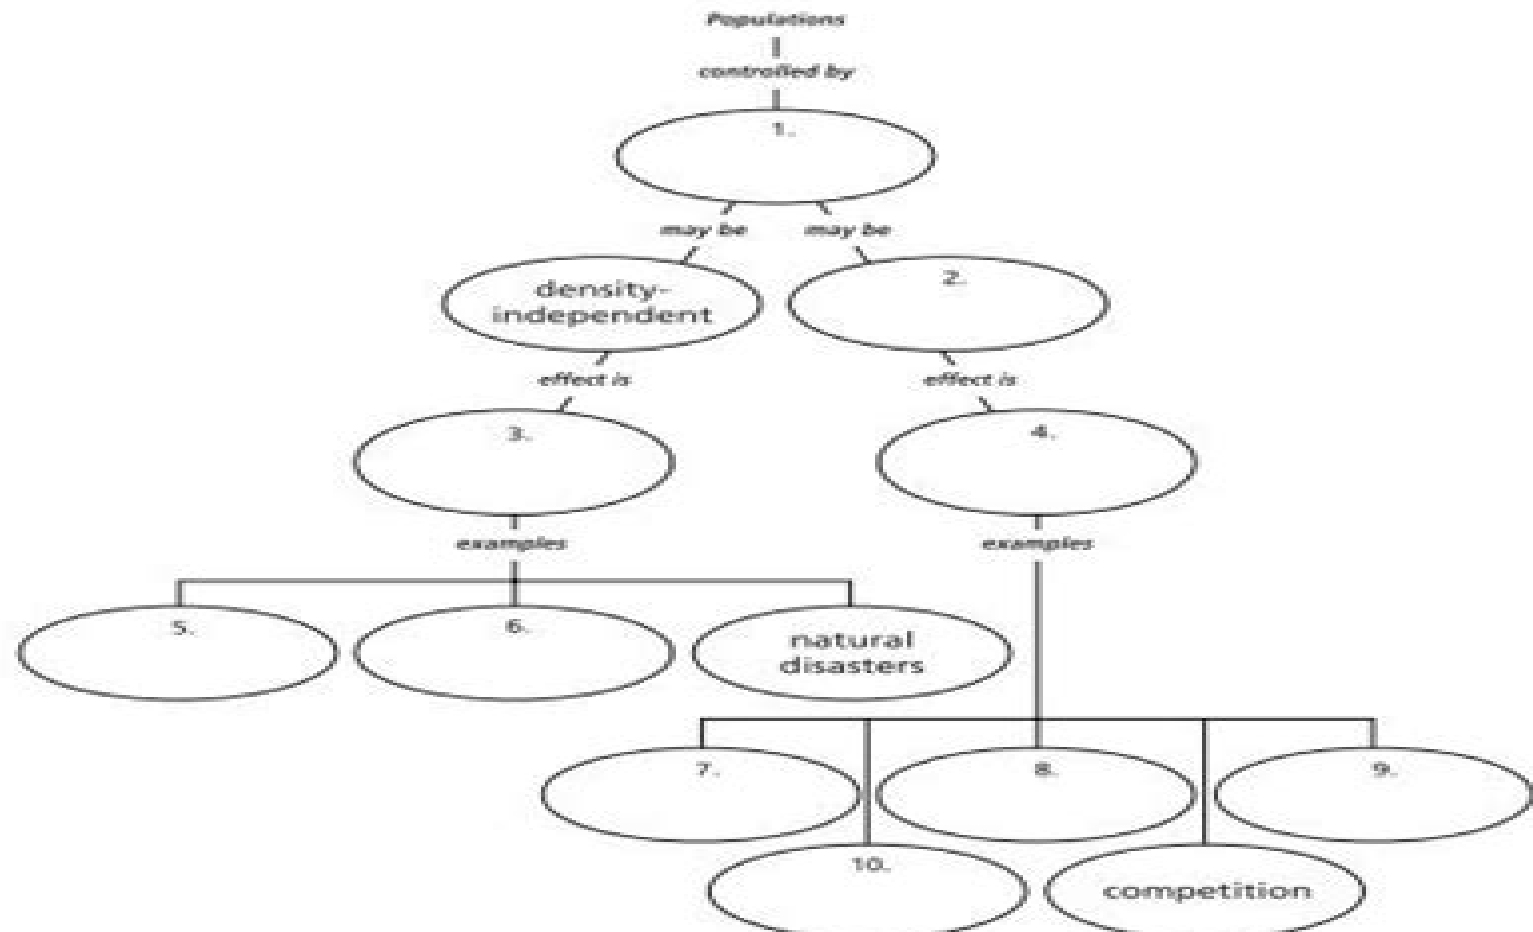 Populations
controlled by
1.
may be may be
density-
independent
2.
effect is effect is
3. 4.
examples examples
5. 6. natural
disasters
7. 8. 9.
10. competition